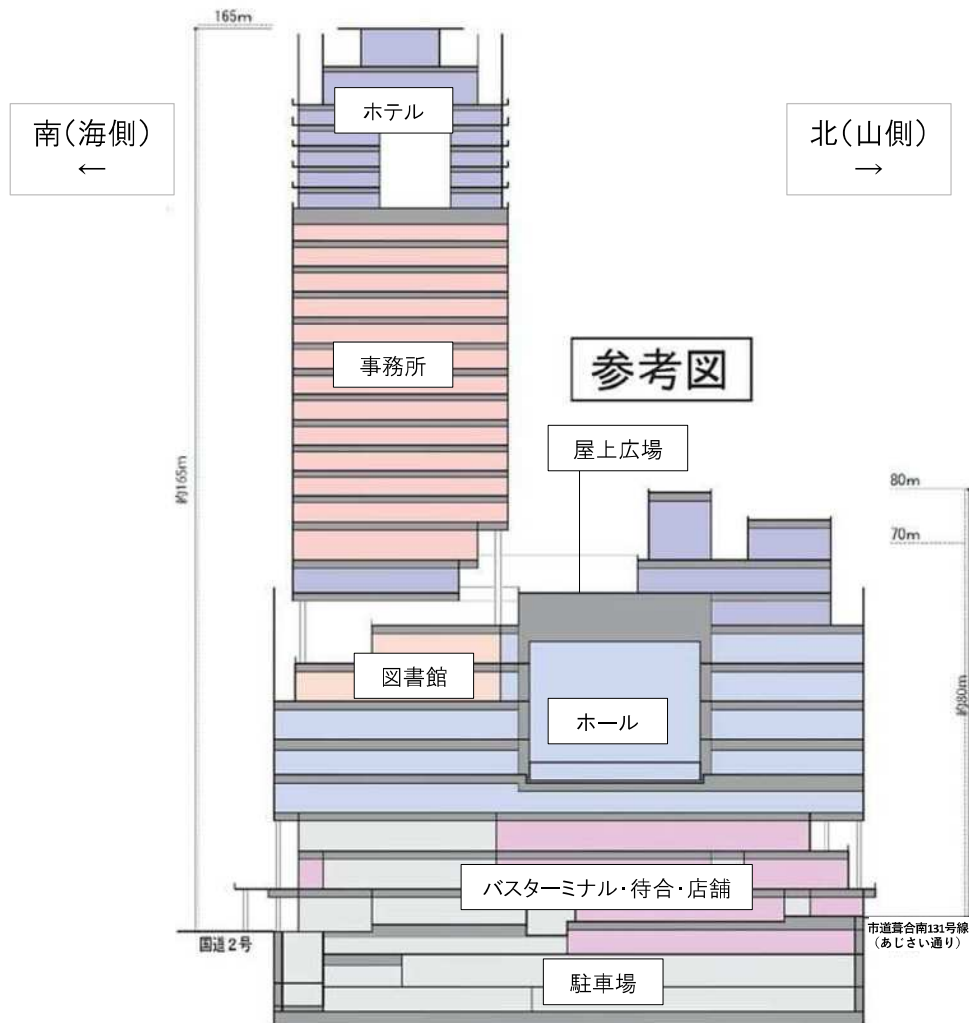 165m
ホテル
南(海側)
←
北(山側)
→
事務所
参考図
屋上広場
約165m
80m
70m
図書館
ホール
約80m
バスターミナル・待合・店舗
国道2号
市道葺合南131号線
(あじさい通り)
駐車場